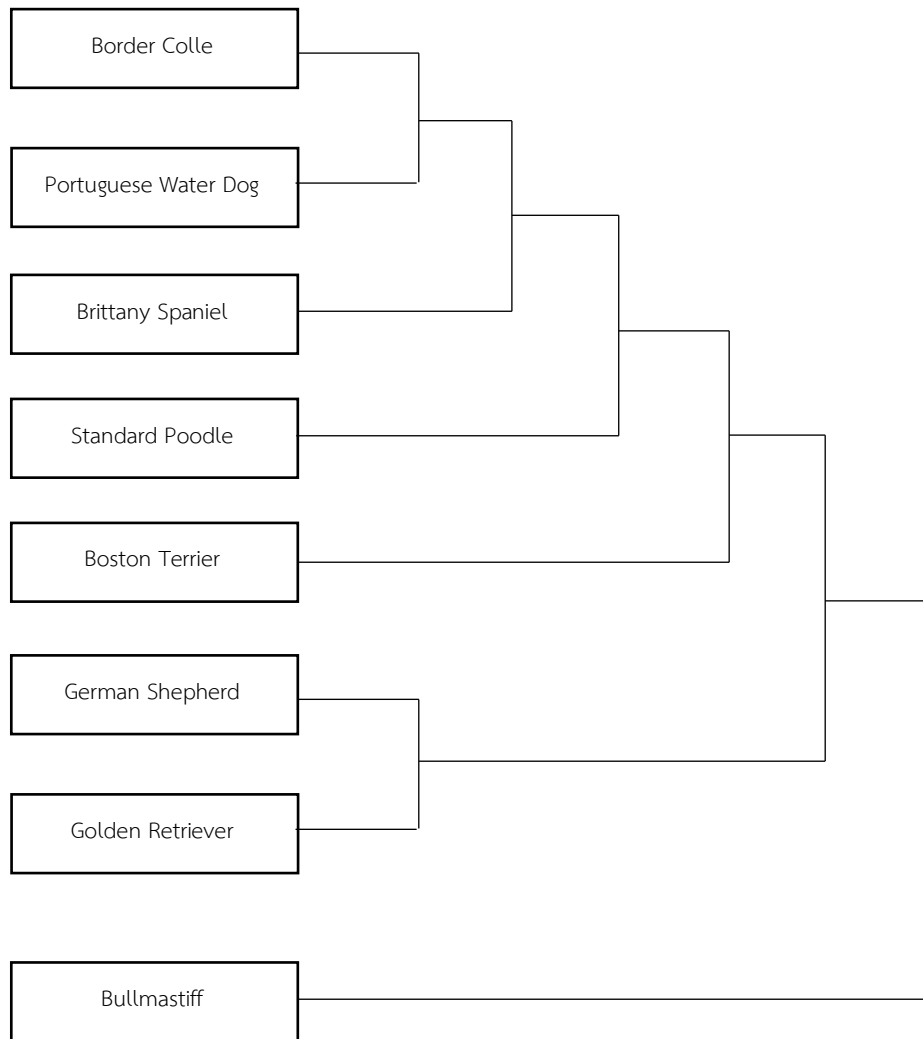 Border Colle
Portuguese Water Dog
Brittany Spaniel
Standard Poodle
Boston Terrier
German Shepherd
Golden Retriever
Bullmastiff